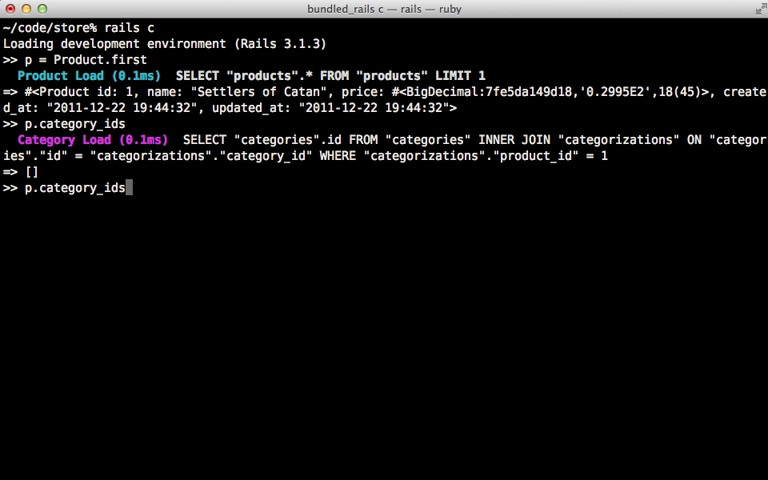 bundled_rails c — rails — ruby
~/code/store% rails c
Loading development environment (Rails 3.1.3)
>> p = Product.first
  Product Load (0.1ms)  SELECT "products".* FROM "products" LIMIT 1
=> #<Product id: 1, name: "Settlers of Catan", price: #<BigDecimal:7fe5da149d18,'0.2995E2',18(45)>, create
d_at: "2011-12-22 19:44:32", updated_at: "2011-12-22 19:44:32">
>> p.category_ids
  Category Load (0.1ms)  SELECT "categories".id FROM "categories" INNER JOIN "categorizations" ON "categor
ies"."id" = "categorizations"."category_id" WHERE "categorizations"."product_id" = 1
=> []
>> p.category_ids